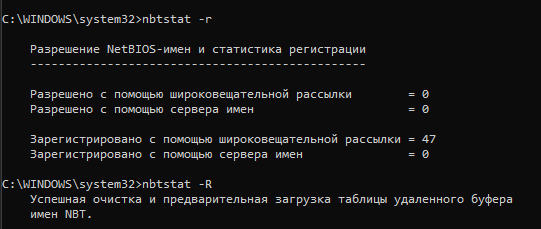 C:\WINDOWS\system32>nbtstat -r
Разрешение NetBIOS-имен и статистика регистрации
------------------------------------------------
Разрешено с помощью широковещательной рассылки = 0
Разрешено с помощью сервера имен = 0
Зарегистрировано с помощью широковещательной рассылки = 47
Зарегистрировано с помощью сервера имен = 0
C:\WINDOWS\system32>nbtstat -R
Успешная очистка и предварительная загрузка таблицы удаленного буфера
имен NBT.